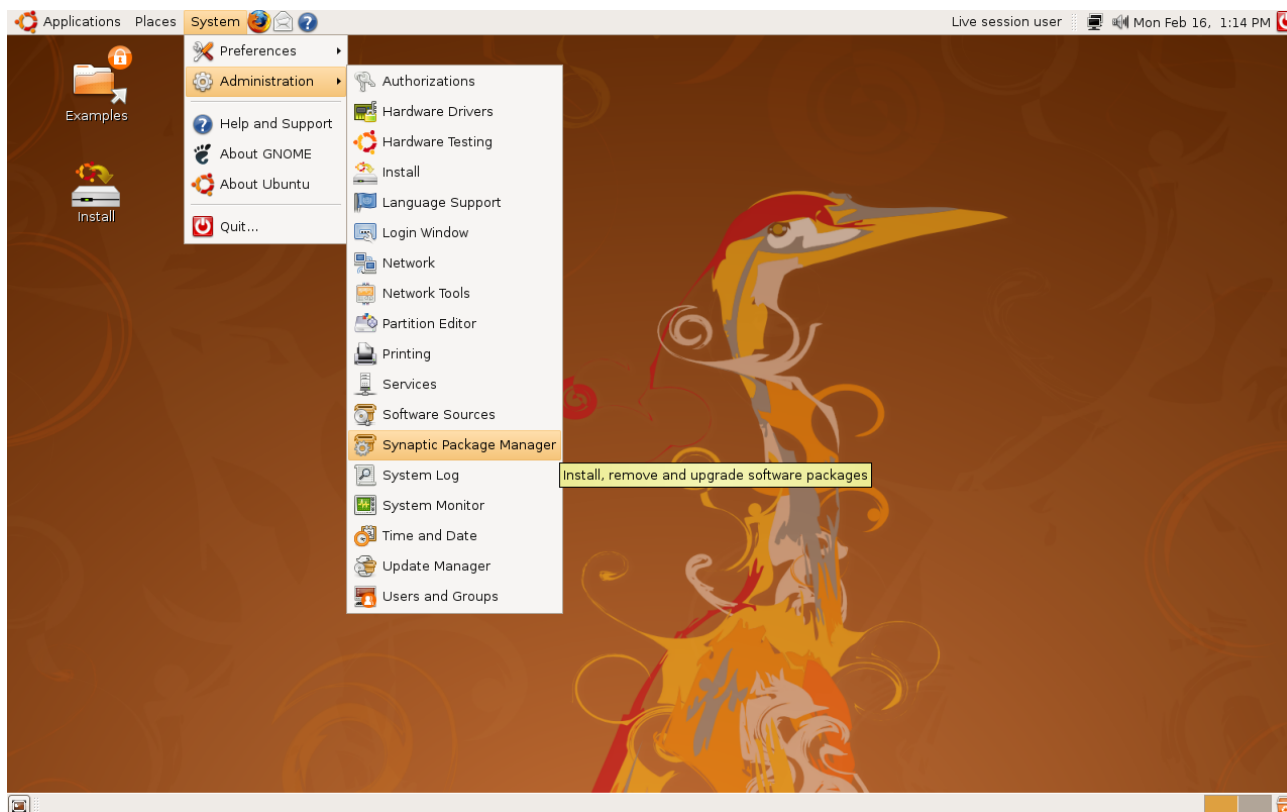 Applications Places System Live session user Mon Feb 16, 1:14 PM
Examples
Install
Preferences
Administration
Help and Support
About GNOME
About Ubuntu
Quit...
Authorizations
Hardware Drivers
Hardware Testing
Install
Language Support
Login Window
Network
Network Tools
Partition Editor
Printing
Services
Software Sources
Synaptic Package Manager
Install, remove and upgrade software packages
System Log
System Monitor
Time and Date
Update Manager
Users and Groups